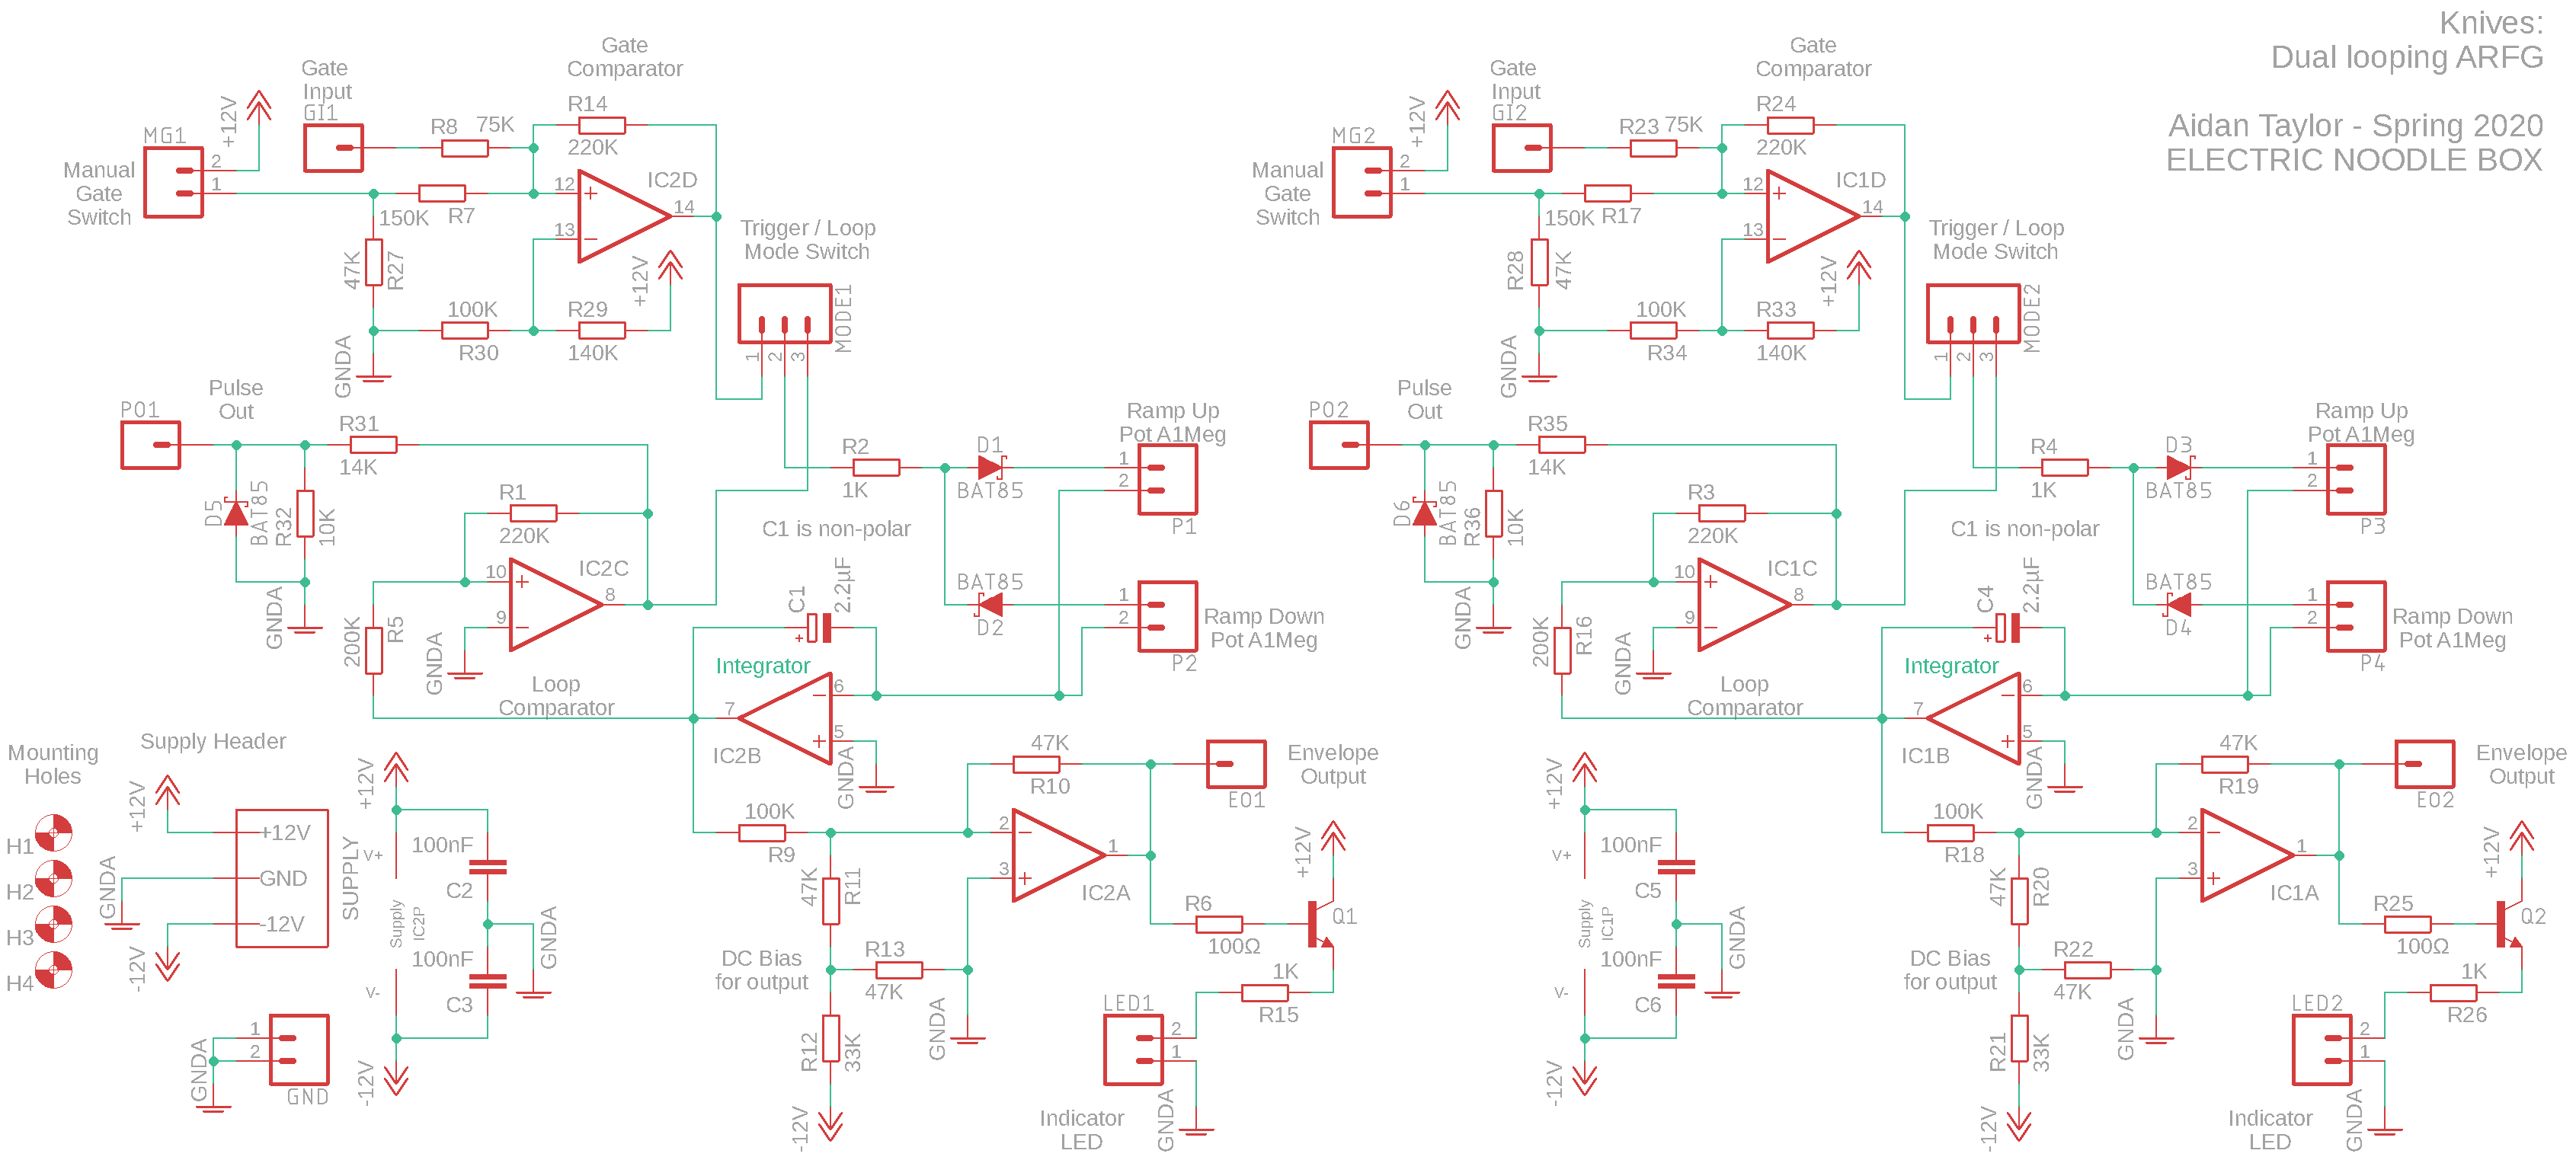 Knives:
Dual looping ARFG
Aidan Taylor - Spring 2020
ELECTRIC NOODLE BOX
Gate
Comparator
Gate
Input
GI1
+12V
MG1
Manual
Gate
Switch
2
1
R8
75K
R14
220K
12
13
14
IC2D
150K
R7
47K
R27
100K
R30
R29
140K
+12V
GNDA
Trigger / Loop
Mode Switch
MODE1
1
2
3
Pulse
Out
PO1
R31
14K
D5
BAT85
R32
10K
GNDA
R1
220K
10
9
8
IC2C
GNDA
200K
R5
Loop
Comparator
R2
1K
D1
BAT85
Ramp Up
Pot A1Meg
1
2
P1
C1 is non-polar
C1
2.2µF
BAT85
D2
1
2
P2
Ramp Down
Pot A1Meg
Integrator
6
5
7
IC2B
GNDA
Mounting
Holes
H1
H2
H3
H4
Supply Header
+12V
+12V
GND
-12V
SUPPLY
GNDA
-12V
1
2
GNDA
GND
+12V
V+
Supply
IC2P
V-
-12V
100nF
C2
100nF
C3
GNDA
100K
R9
47K
R10
2
3
1
IC2A
47K
R11
R13
47K
DC Bias
for output
R12
33K
-12V
GNDA
EO1
Envelope
Output
+12V
R6
100Ω
Q1
1K
R15
LED1
2
1
GNDA
Indicator
LED
Gate
Comparator
Gate
Input
GI2
+12V
MG2
Manual
Gate
Switch
2
1
R23
75K
R24
220K
12
13
14
IC1D
150K
R17
R28
47K
100K
R34
R33
140K
+12V
GNDA
Trigger / Loop
Mode Switch
MODE2
1
2
3
Pulse
Out
PO2
R35
14K
D6
BAT85
R36
10K
GNDA
R3
220K
10
9
8
IC1C
GNDA
200K
R16
Loop
Comparator
R4
1K
D3
BAT85
Ramp Up
Pot A1Meg
1
2
P3
C1 is non-polar
C4
2.2µF
BAT85
D4
1
2
P4
Ramp Down
Pot A1Meg
Integrator
6
5
7
IC1B
GNDA
+12V
V+
Supply
IC1P
V-
-12V
100nF
C5
100nF
C6
GNDA
100K
R18
47K
R19
2
3
1
IC1A
47K
R20
R22
47K
DC Bias
for output
R21
33K
-12V
GNDA
EO2
Envelope
Output
+12V
R25
100Ω
Q2
1K
R26
LED2
2
1
GNDA
Indicator
LED